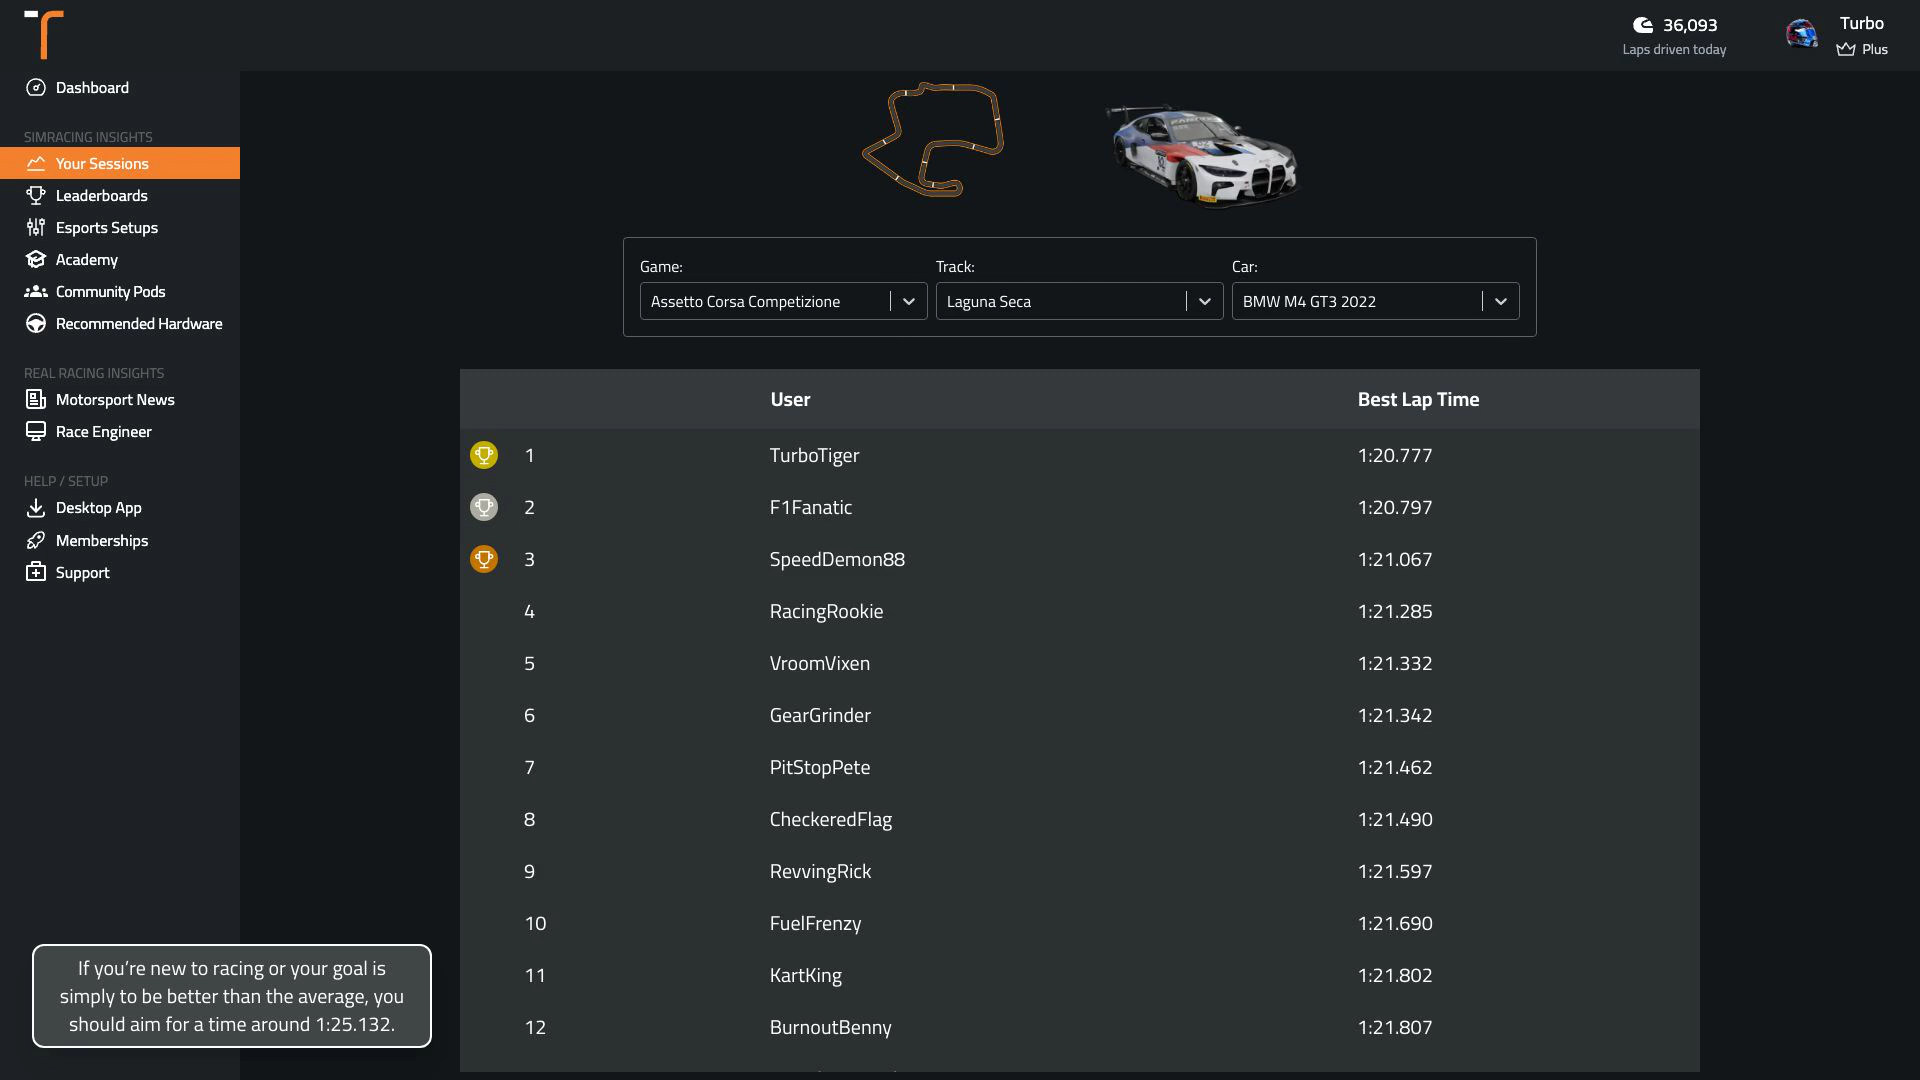 36,093
Laps driven today
Turbo
Plus
Dashboard
SIMRACING INSIGHTS
Your Sessions
Leaderboards
Esports Setups
Academy
Community Pods
Recommended Hardware
REAL RACING INSIGHTS
Motorsport News
Race Engineer
HELP / SETUP
Desktop App
Memberships
Support
Game:
Track:
Car:
Assetto Corsa Competizione
Laguna Seca
BMW M4 GT3 2022
User Best Lap Time
1 TurboTiger 1:20.777
2 F1Fanatic 1:20.797
3 SpeedDemon88 1:21.067
4 RacingRookie 1:21.285
5 VroomVixen 1:21.332
6 GearGrinder 1:21.342
7 PitStopPete 1:21.462
8 CheckeredFlag 1:21.490
9 RevvingRick 1:21.597
10 FuelFrenzy 1:21.690
11 KartKing 1:21.802
12 BurnoutBenny 1:21.807
If you’re new to racing or your goal is
simply to be better than the average, you
should aim for a time around 1:25.132.